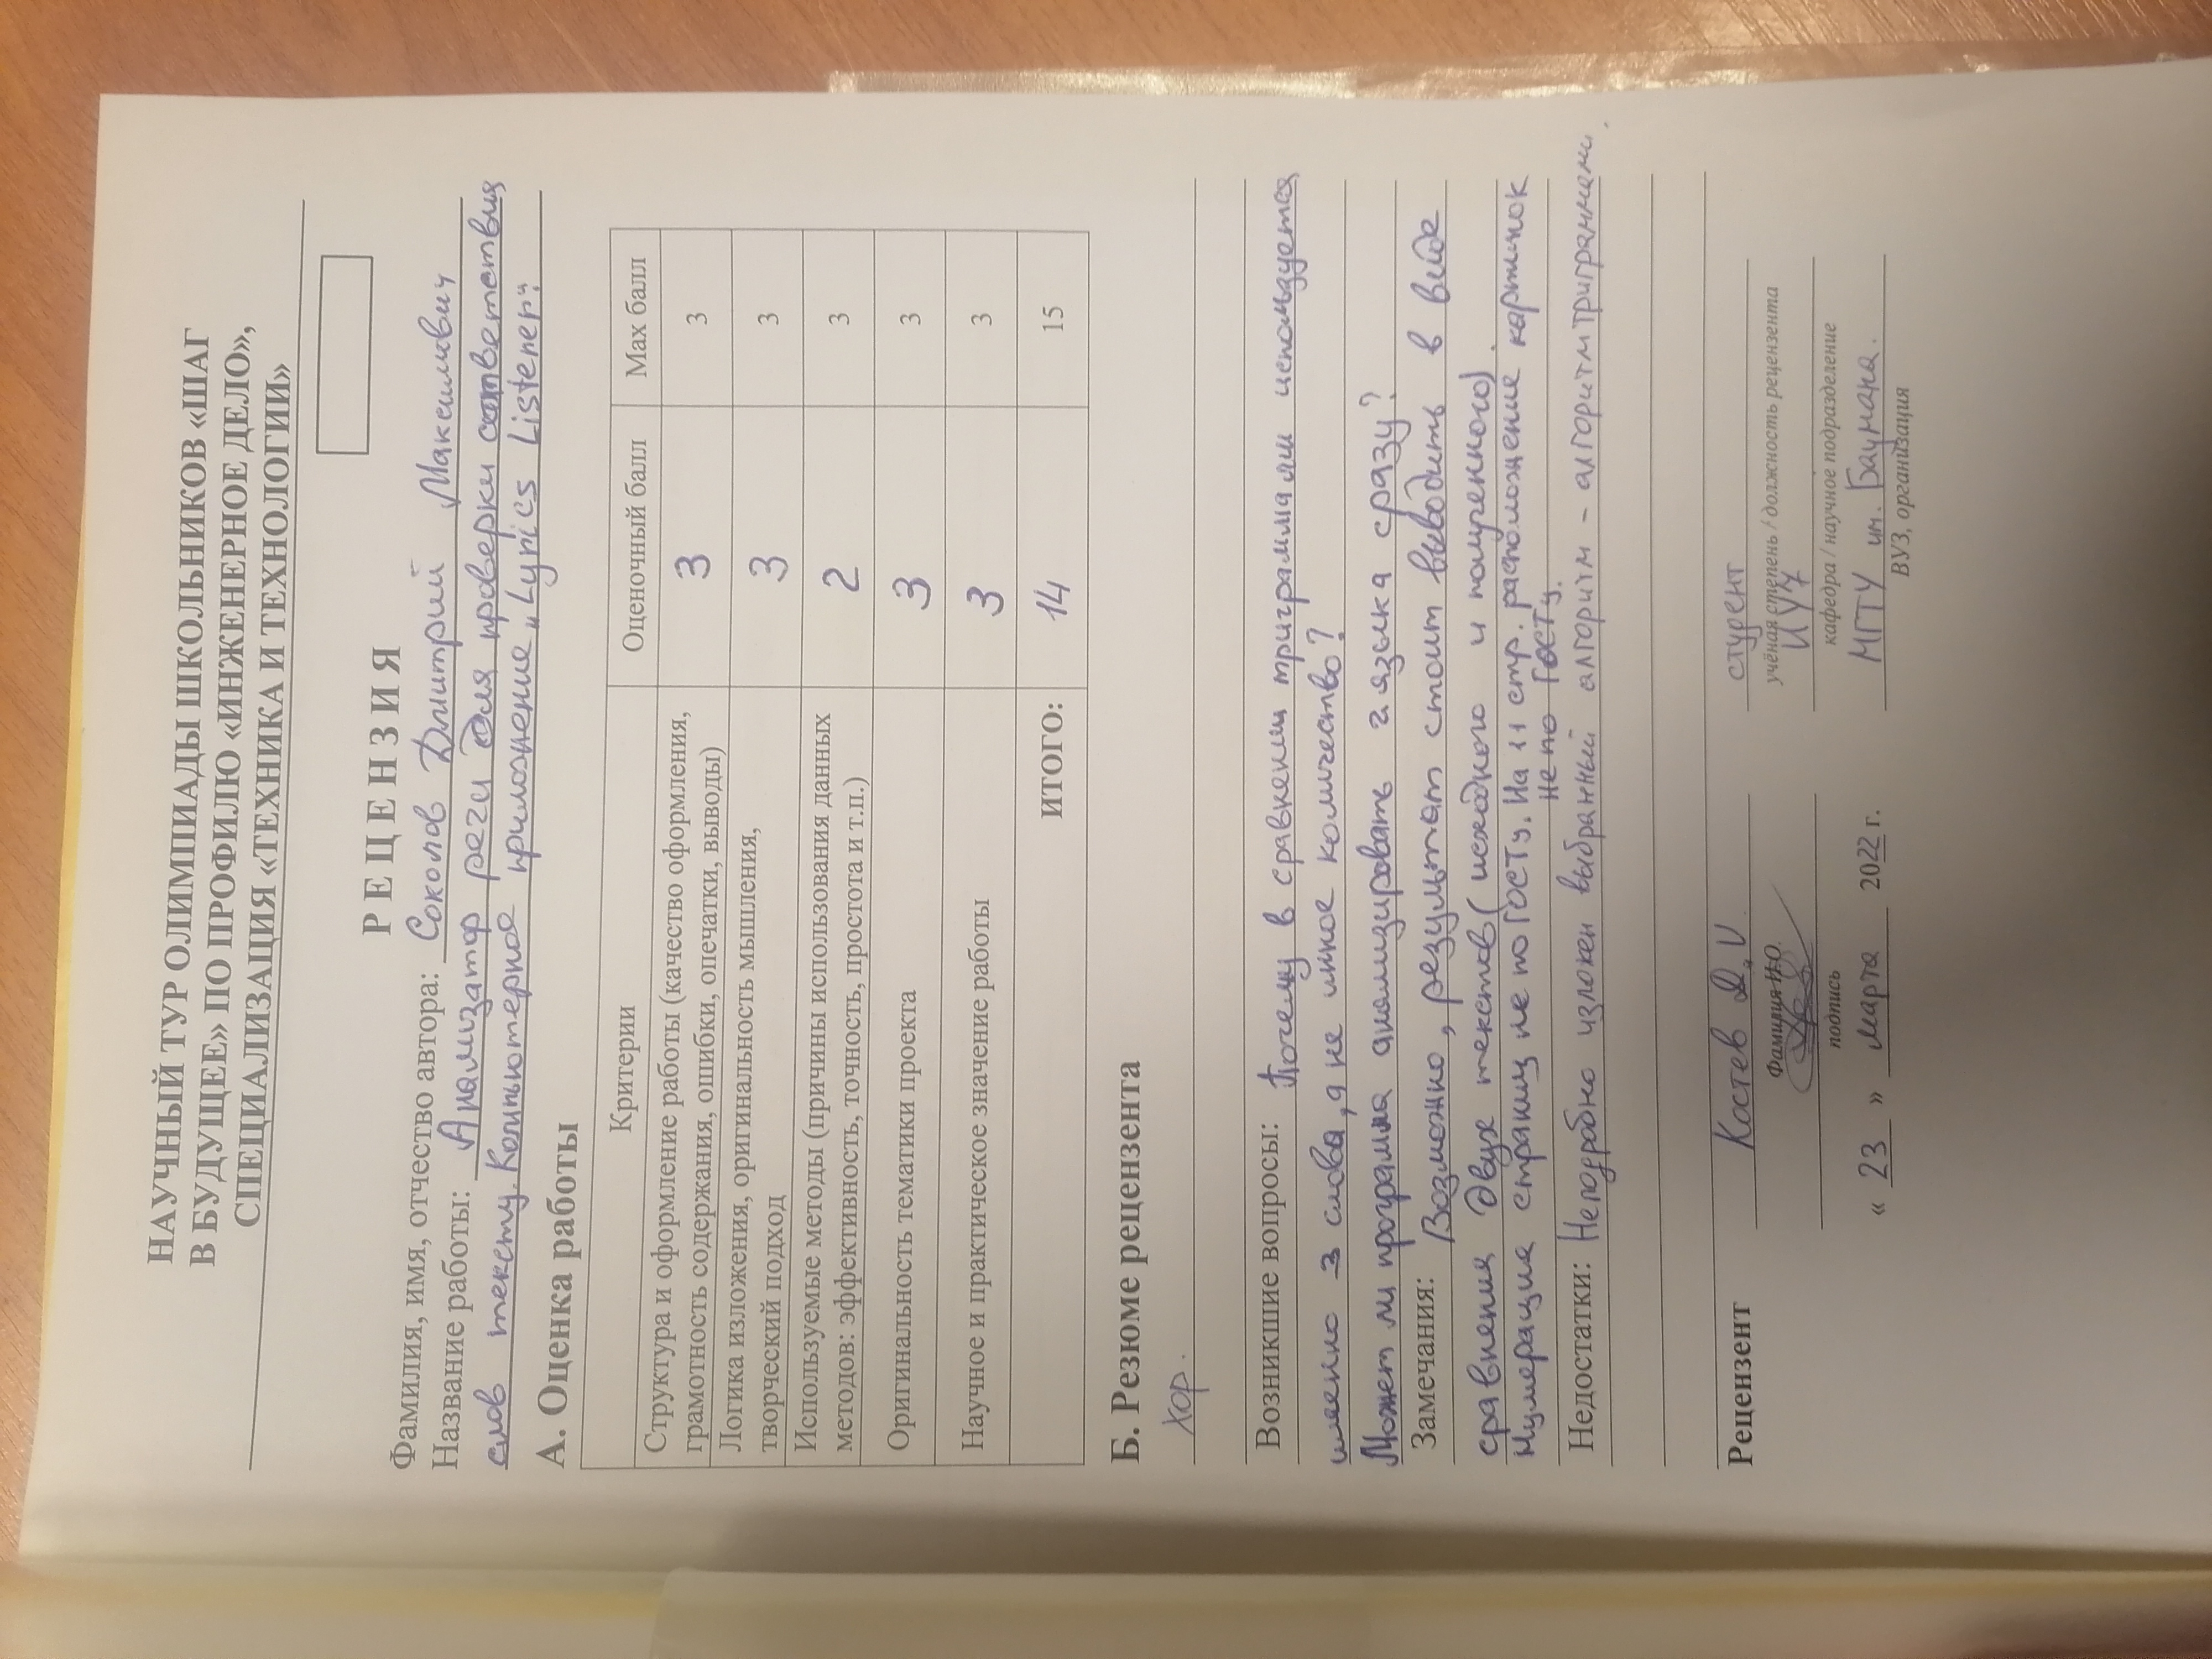 НАУЧНЫЙ ТУР ОЛИМПИАДЫ ШКОЛЬНИКОВ «ШАГ
В БУДУЩЕЕ» ПО ПРОФИЛЮ «ИНЖЕНЕРНОЕ ДЕЛО»,
СПЕЦИАЛИЗАЦИЯ «ТЕХНИКА И ТЕХНОЛОГИИ»
РЕЦЕНЗИЯ
Фамилия, имя, отчество автора: Соколов Дмитрий Максимович
Название работы: Анализатор речи для проверки соответствия
слов тексту. Компьютерное приложение „Lyrics Listener“
А. Оценка работы
Критерии Оценочный балл Max балл
Структура и оформление работы (качество оформления,
грамотность содержания, ошибки, опечатки, выводы) 3 3
Логика изложения, оригинальность мышления,
творческий подход 3 3
Используемые методы (причины использования данных
методов: эффективность, точность, простота и т.п.) 2 3
Оригинальность тематики проекта 3 3
Научное и практическое значение работы 3 3
ИТОГО: 14 15
Б. Резюме рецензента
Хор.
Возникшие вопросы: Почему в сравнении триграммами используется
именно 3 слова, а не инное количество?
Может ли программа анализировать 2 языка сразу?
Замечания: Возможно, результат стоит выводить в виде
сравнения двух текстов (исходного и полученного).
Нумерация страниц не по ГОСТу. На 11 стр. расположение картинок
не по ГОСТу.
Недостатки: Неподробно изложен выбранный алгоритм – алгоритм триграммами.
Рецензент Костев Д. студент
Фамилия И.О. учёная степень / должность рецензента
ИУ7
подпись кафедра / научное подразделение
« 23 » марта 2022 г. МГТУ им. Баумана.
ВУЗ, организация